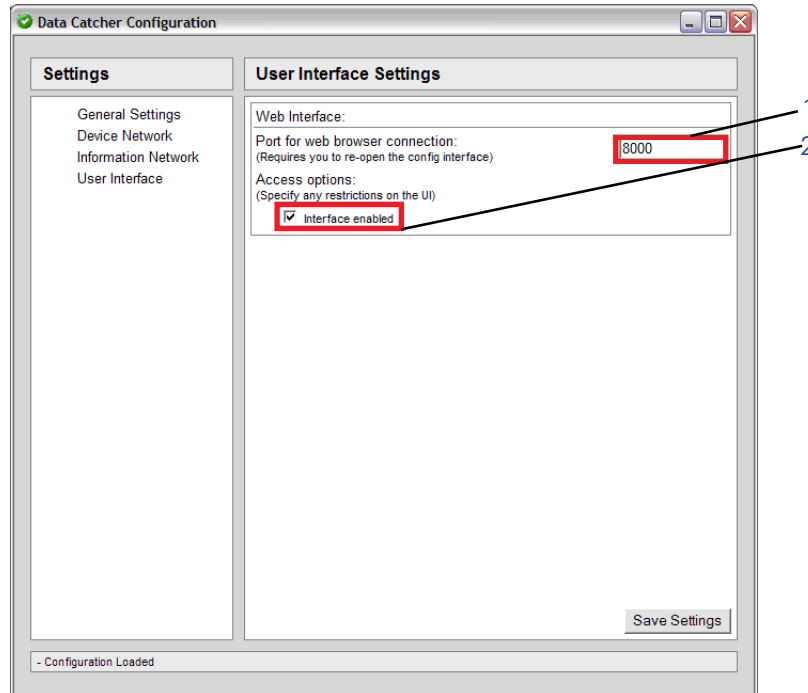 Data Catcher Configuration
Settings
General Settings
Device Network
Information Network
User Interface
User Interface Settings
Web Interface:
Port for web browser connection:
(Requires you to re-open the config interface)
8000
Access options:
(Specify any restrictions on the UI)
Interface enabled
1
2
Save Settings
- Configuration Loaded